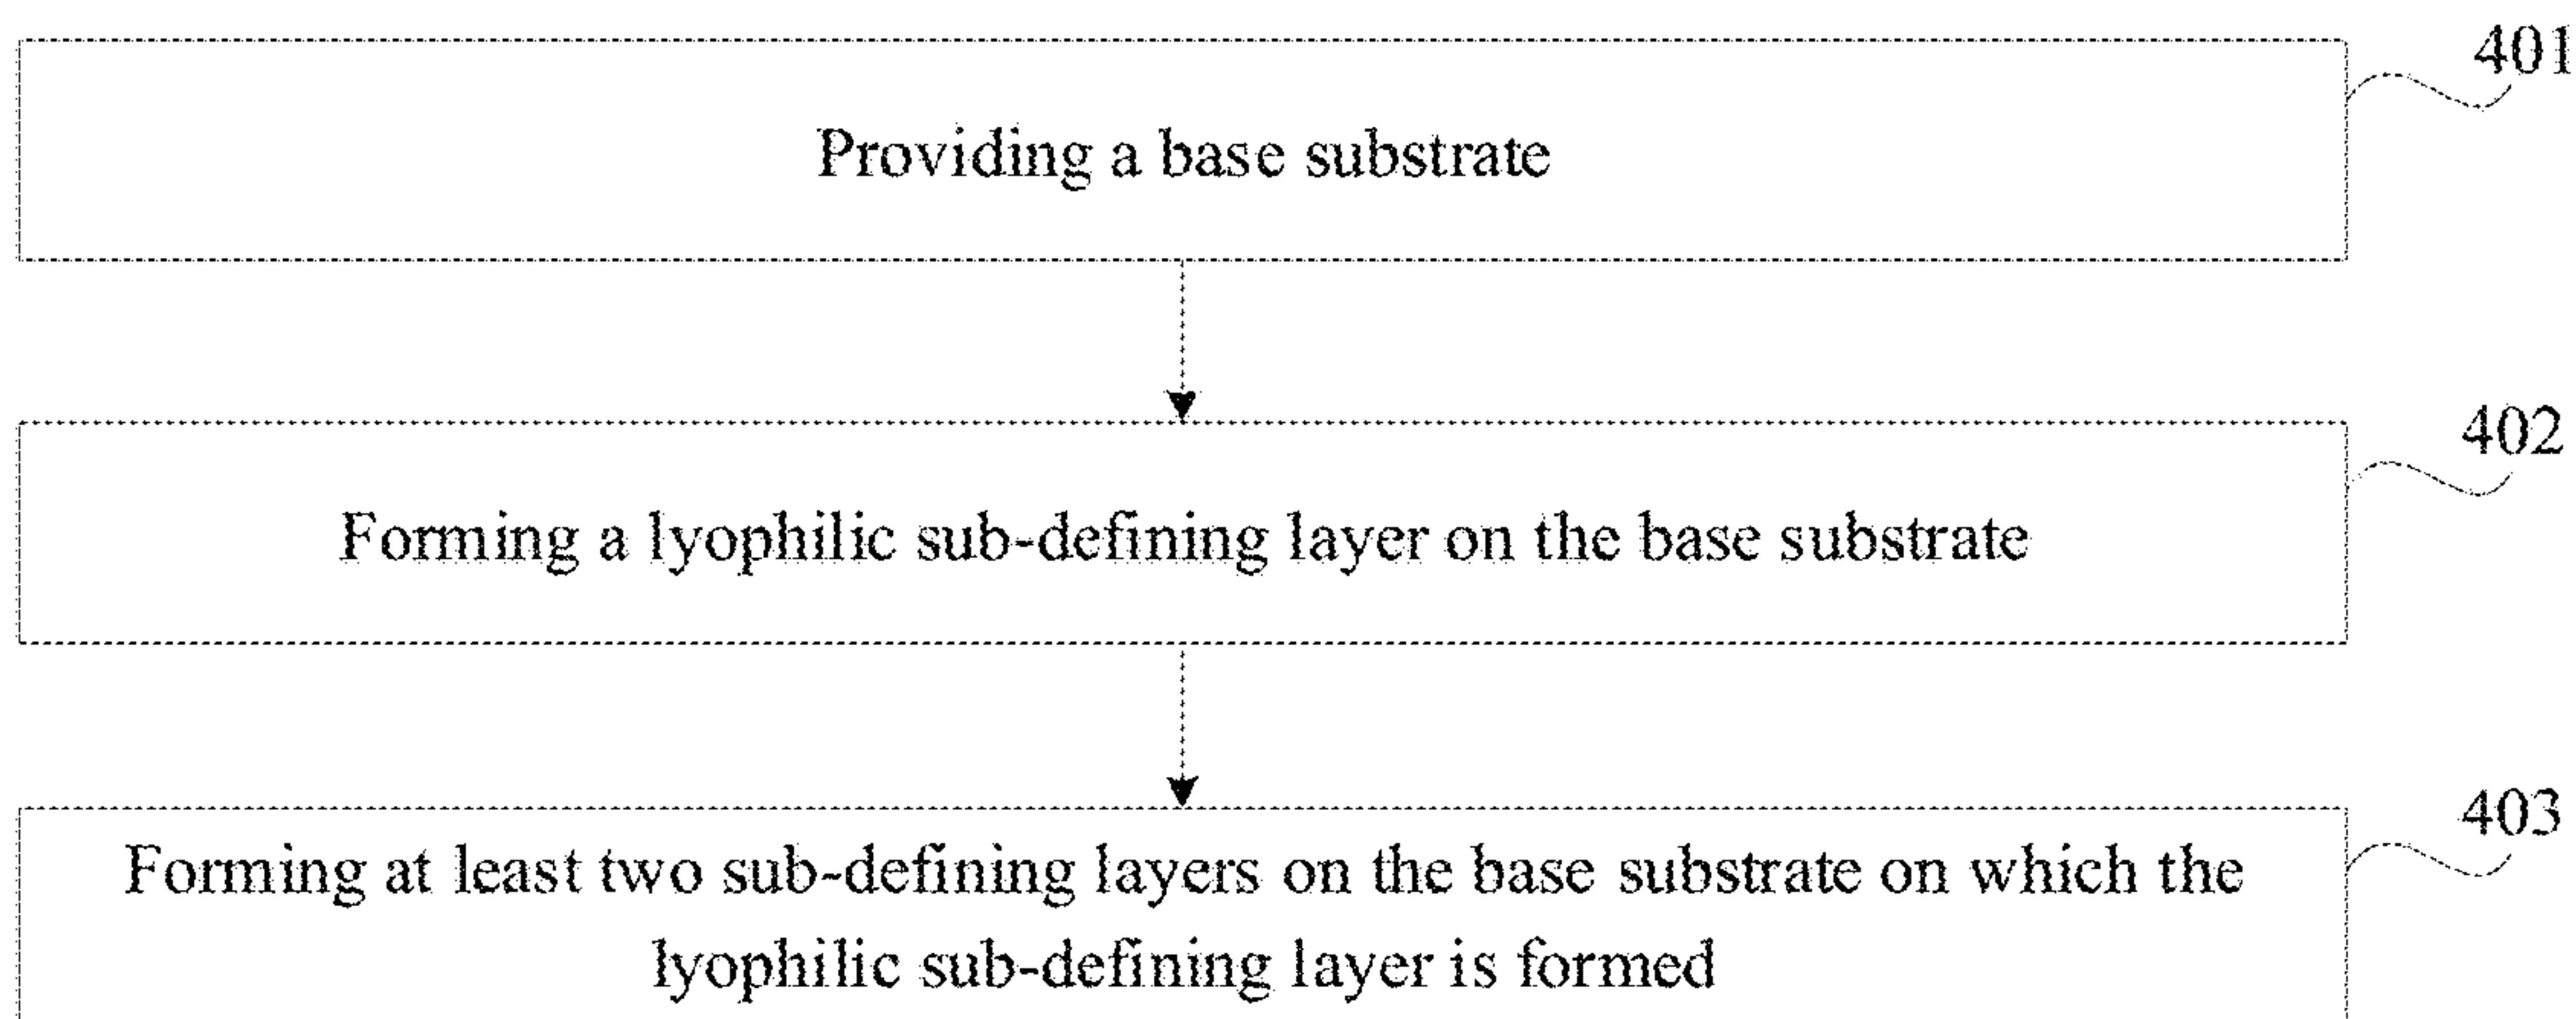 401
Providing a base substrate
402
Forming a lyophilic sub-defining layer on the base substrate
403
Forming at least two sub-defining layers on the base substrate on which the
lyophilic sub-defining layer is formed